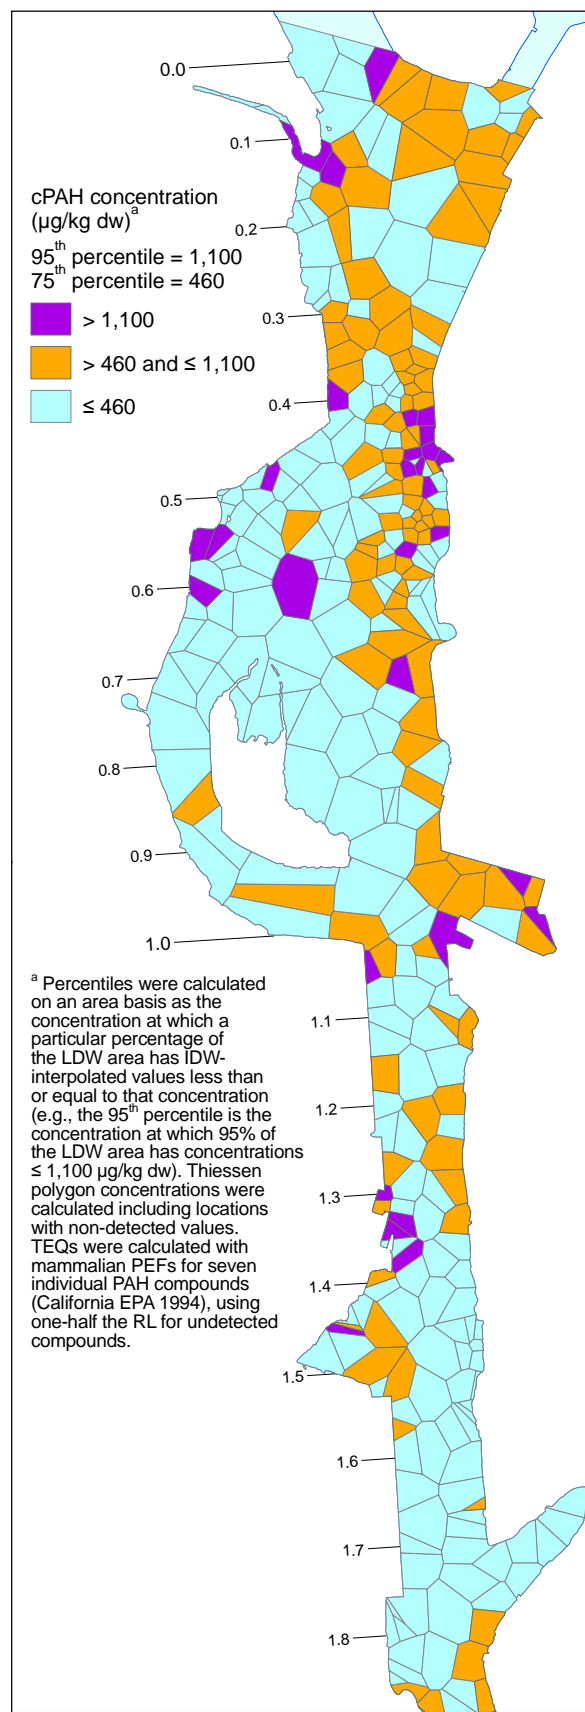 0.0
0.1
cPAH concentration
(µg/kg dw)a
0.2
95th percentile = 1,100
75th percentile = 460
> 1,100
0.3
> 460 and ≤ 1,100
0.4
≤ 460
0.5
0.6
0.7
0.8
0.9
1.0
a Percentiles were calculated
on an area basis as the
concentration at which a
particular percentage of
the LDW area has IDW-
interpolated values less than
or equal to that concentration
(e.g., the 95th percentile is the
concentration at which 95% of
the LDW area has concentrations
≤ 1,100 µg/kg dw). Thiessen
polygon concentrations were
calculated including locations
with non-detected values.
TEQs were calculated with
mammalian PEFs for seven
individual PAH compounds
(California EPA 1994), using
one-half the RL for undetected
compounds.
1.1
1.2
1.3
1.4
1.5
1.6
1.7
1.8